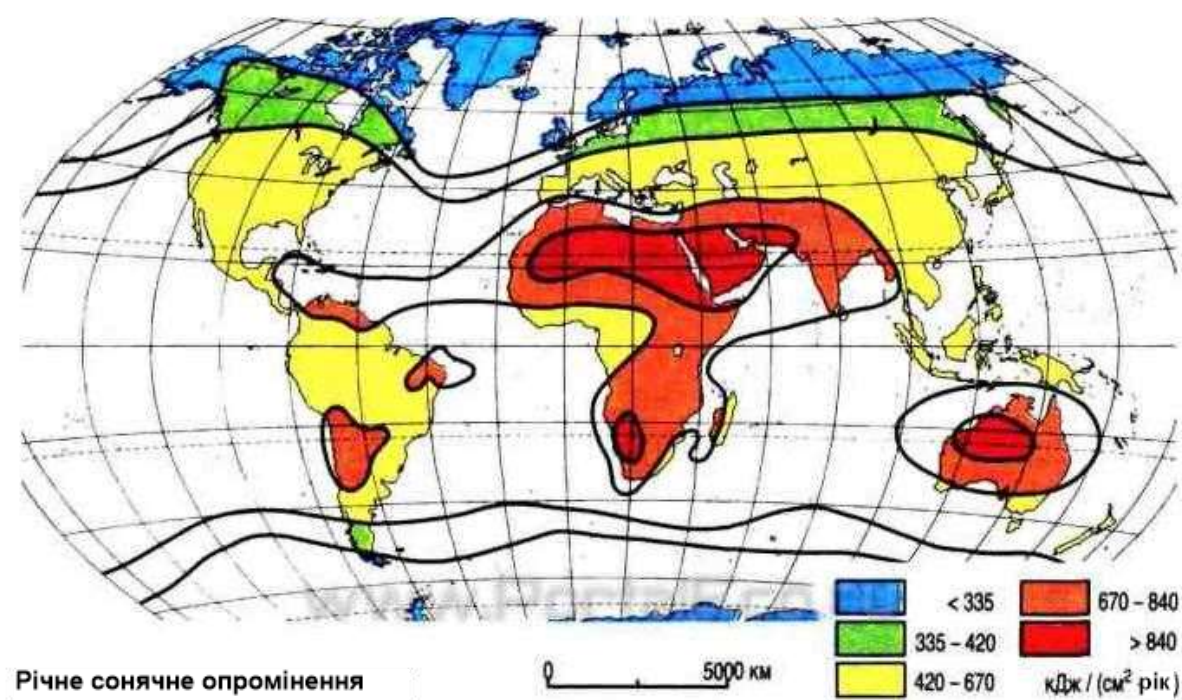 < 335
670 – 840
335 – 420
> 840
420 – 670
кДж / (см² рік)
0
5000 км
Річне сонячне опромінення